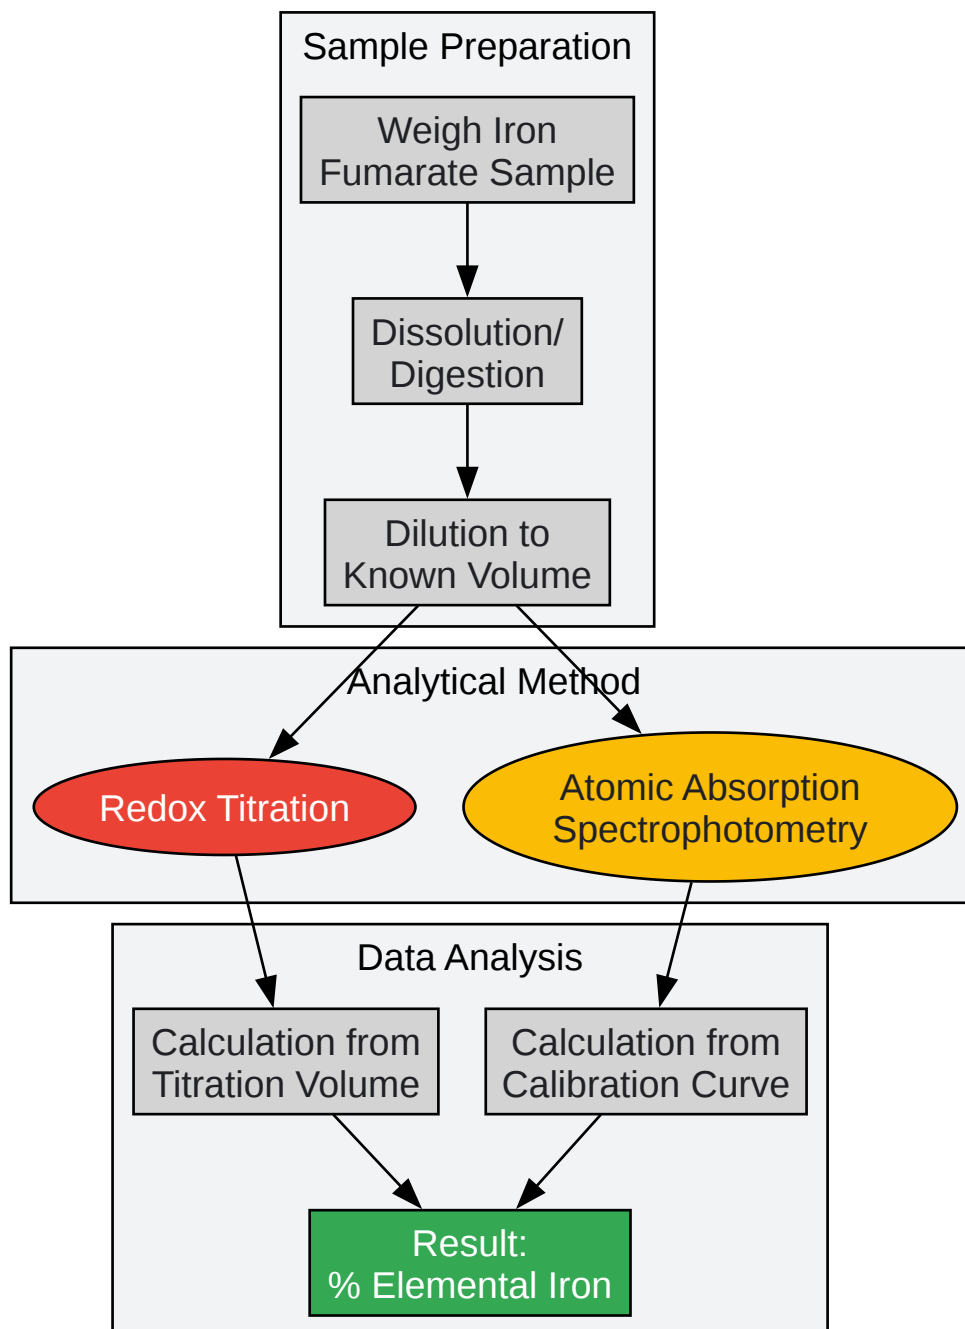 Sample Preparation
Weigh Iron
Fumarate Sample
Dissolution/
Digestion
Dilution to
Known Volume
Analytical Method
Redox Titration
Atomic Absorption
Spectrophotometry
Data Analysis
Calculation from
Titration Volume
Calculation from
Calibration Curve
Result:
% Elemental Iron